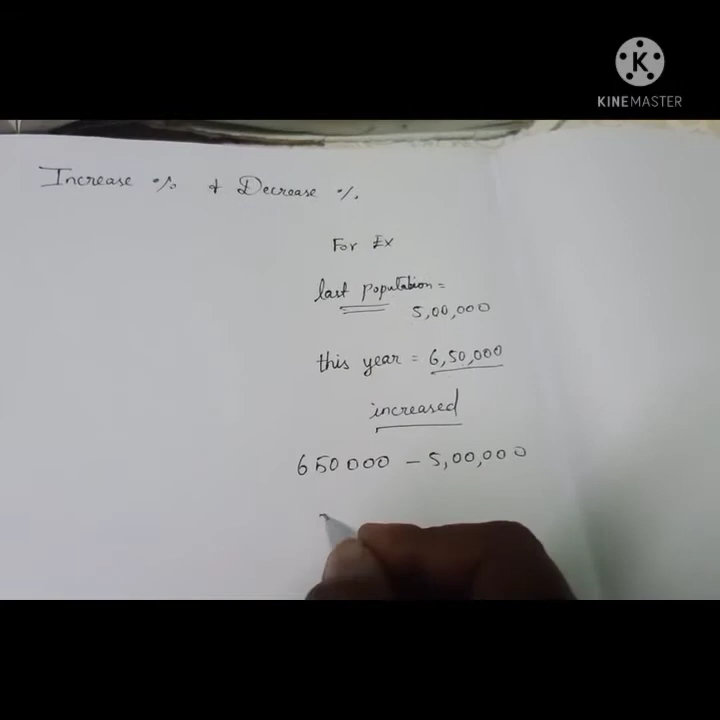 KINEMASTER
Increase % & Decrease %.
For Ex
last population =
5,00,000
this year = 6,50,000
increased
650000 - 5,00,000